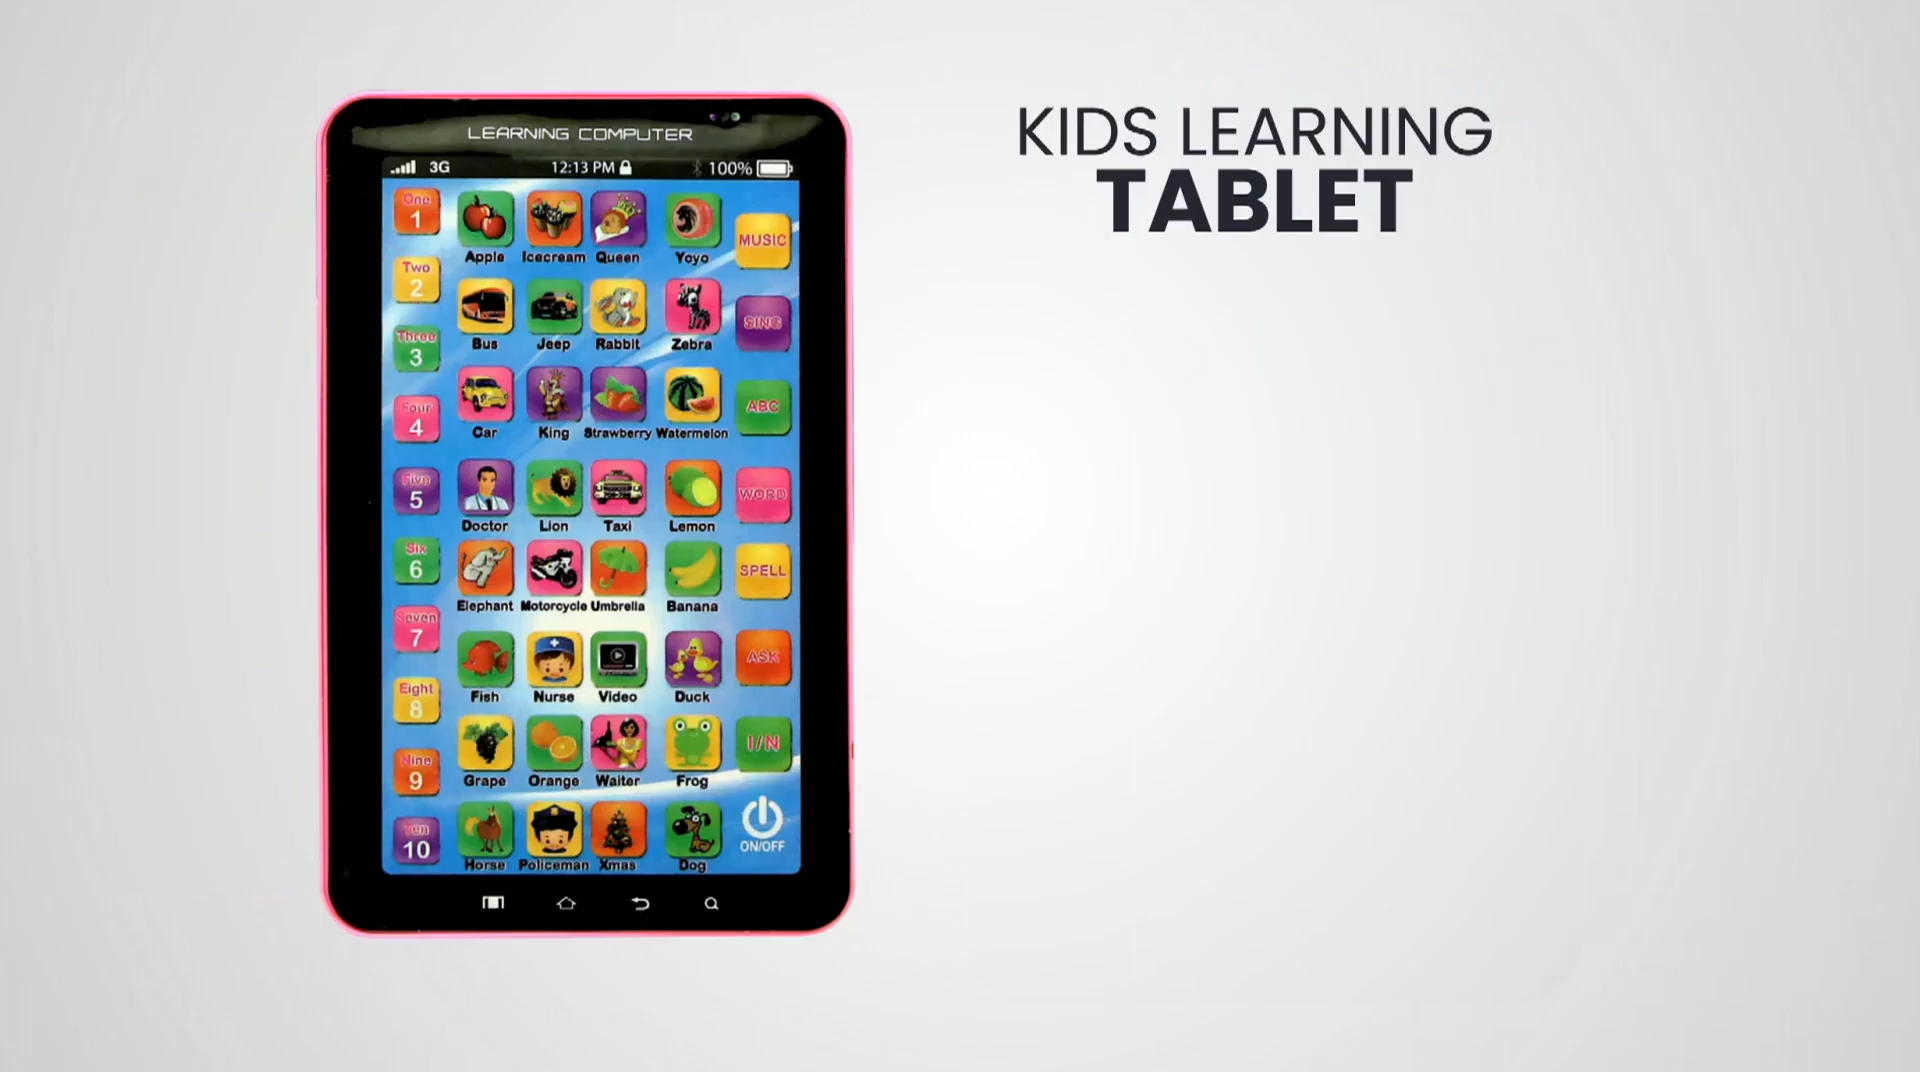 LEARNING COMPUTER
3G 12:13 PM 100%
KIDS LEARNING
TABLET
One
1
Apple Icecream Queen Yoyo
MUSIC
Two
2
Bus Jeep Rabbit Zebra
SING
Three
3
Car King Strawberry Watermelon
ABC
Four
4
Doctor Lion Taxi Lemon
WORD
Five
5
Elephant Motorcycle Umbrella Banana
SPELL
Six
6
Fish Nurse Video Duck
ASK
Seven
7
Grape Orange Waiter Frog
I/N
Eight
8
Horse Policeman Xmas Dog
ON/OFF
Nine
9
Ten
10